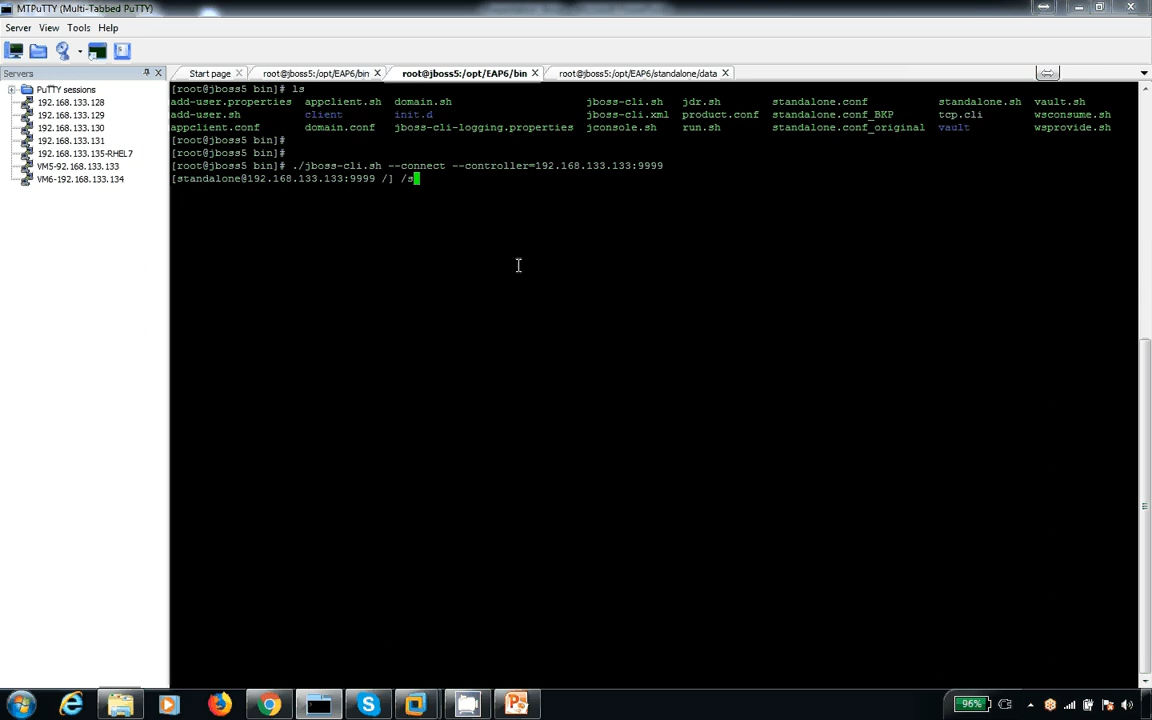 MTPuTTY (Multi-Tabbed PuTTY)
Server View Tools Help
Servers
PuTTY sessions
192.168.133.128
192.168.133.129
192.168.133.130
192.168.133.131
192.168.133.135-RHEL7
VM5-92.168.133.133
VM6-192.168.133.134
Start page root@jboss5:/opt/EAP6/bin root@jboss5:/opt/EAP6/bin root@jboss5:/opt/EAP6/standalone/data
[root@jboss5 bin]# ls
add-user.properties appclient.sh domain.sh jboss-cli.sh jdr.sh standalone.conf standalone.sh vault.sh
add-user.sh client init.d jboss-cli.xml product.conf standalone.conf_BKP tcp.cli wsconsume.sh
appclient.conf domain.conf jboss-cli-logging.properties jconsole.sh run.sh standalone.conf_original vault wsprovide.sh
[root@jboss5 bin]#
[root@jboss5 bin]#
[root@jboss5 bin]# ./jboss-cli.sh --connect --controller=192.168.133.133:9999
[standalone@192.168.133.133:9999 /] /s
96%